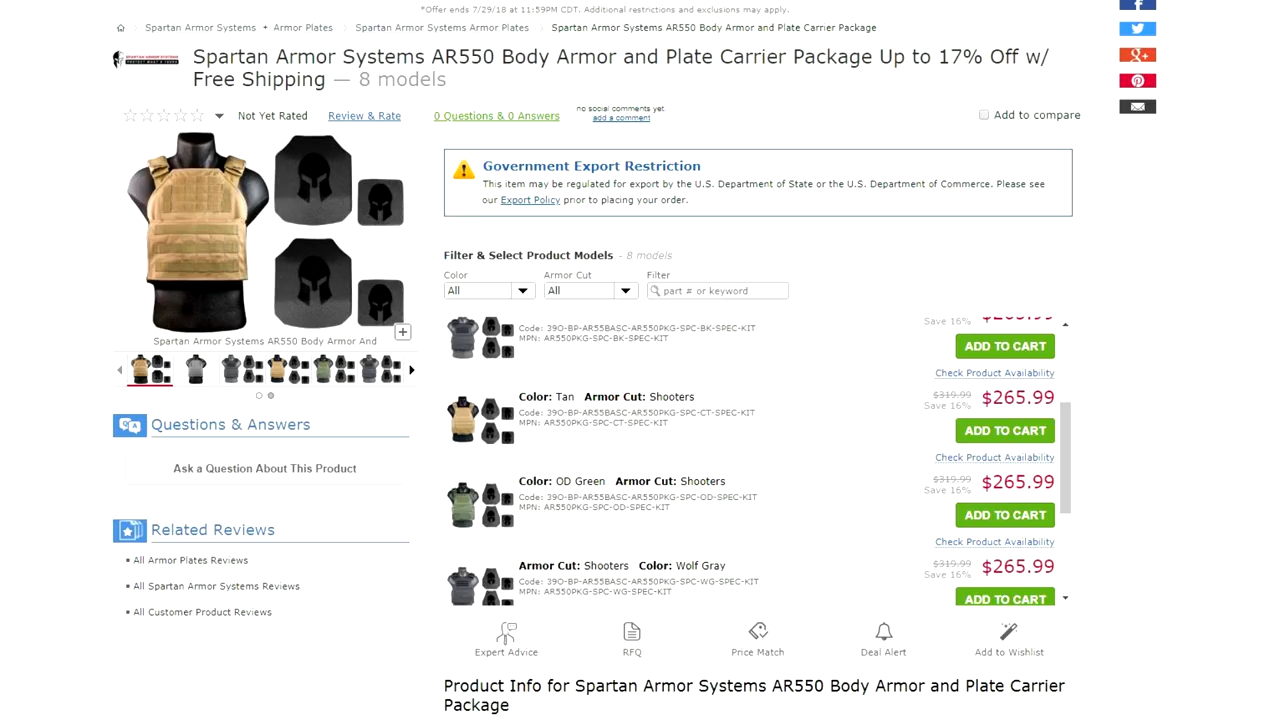 *Offer ends 7/29/18 at 11:59PM CDT. Additional restrictions and exclusions may apply.
Spartan Armor Systems • Armor Plates
Spartan Armor Systems Armor Plates
Spartan Armor Systems AR550 Body Armor and Plate Carrier Package
Spartan Armor Systems AR550 Body Armor and Plate Carrier Package Up to 17% Off w/
Free Shipping — 8 models
Not Yet Rated
Review & Rate
0 Questions & 0 Answers
no social comments yet.
add a comment
Add to compare
Spartan Armor Systems AR550 Body Armor And
Questions & Answers
Ask a Question About This Product
Related Reviews
All Armor Plates Reviews
All Spartan Armor Systems Reviews
All Customer Product Reviews
Government Export Restriction
This item may be regulated for export by the U.S. Department of State or the U.S. Department of Commerce. Please see
our Export Policy prior to placing your order.
Filter & Select Product Models - 8 models
Color
Armor Cut
Filter
All
All
part # or keyword
Code: 39O-BP-AR55BASC-AR550PKG-SPC-BK-SPEC-KIT
MPN: AR550PKG-SPC-BK-SPEC-KIT
Save 16%
ADD TO CART
Check Product Availability
Color: Tan Armor Cut: Shooters
Code: 39O-BP-AR55BASC-AR550PKG-SPC-CT-SPEC-KIT
MPN: AR550PKG-SPC-CT-SPEC-KIT
$319.99 $265.99
Save 16%
ADD TO CART
Check Product Availability
Color: OD Green Armor Cut: Shooters
Code: 39O-BP-AR55BASC-AR550PKG-SPC-OD-SPEC-KIT
MPN: AR550PKG-SPC-OD-SPEC-KIT
$319.99 $265.99
Save 16%
ADD TO CART
Check Product Availability
Armor Cut: Shooters Color: Wolf Gray
Code: 39O-BP-AR55BASC-AR550PKG-SPC-WG-SPEC-KIT
MPN: AR550PKG-SPC-WG-SPEC-KIT
$319.99 $265.99
Save 16%
ADD TO CART
Expert Advice
RFQ
Price Match
Deal Alert
Add to Wishlist
Product Info for Spartan Armor Systems AR550 Body Armor and Plate Carrier
Package